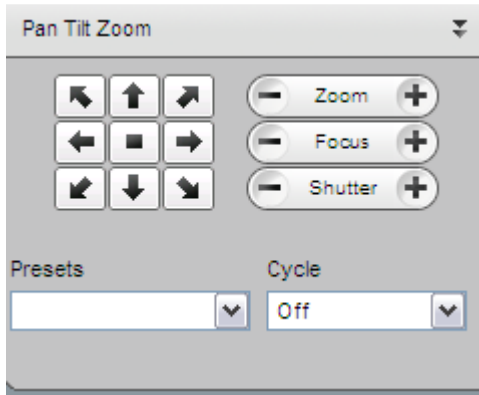 Pan Tilt Zoom
Zoom
Focus
Shutter
Presets Cycle
Off